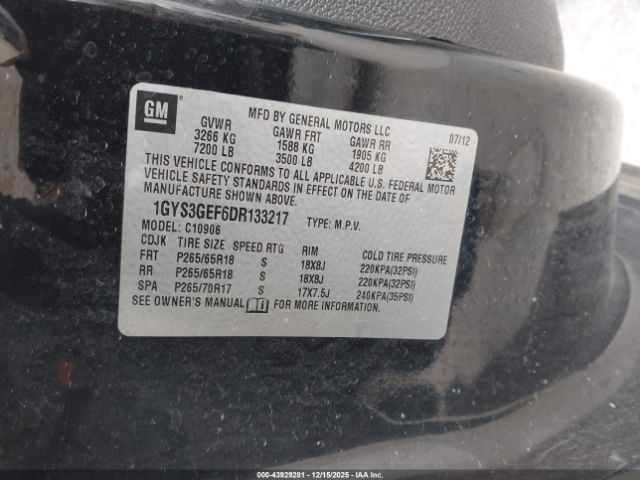 GM
MFD BY GENERAL MOTORS LLC
07/12
GVWR GAWR FRT GAWR RR
3266 KG 1588 KG 1905 KG
7200 LB 3500 LB 4200 LB
THIS VEHICLE CONFORMS TO ALL APPLICABLE U.S. FEDERAL MOTOR
VEHICLE SAFETY STANDARDS IN EFFECT ON THE DATE OF
MANUFACTURE SHOWN ABOVE.
1GYS3GEF6DR133217 TYPE: M.P.V.
MODEL: C10906
CDJK TIRE SIZE SPEED RTG RIM COLD TIRE PRESSURE
FRT P265/65R18 S 18X8J 220KPA(32PSI)
RR P265/65R18 S 18X8J 220KPA(32PSI)
SPA P265/70R17 S 17X7.5J 240KPA(35PSI)
SEE OWNER'S MANUAL FOR MORE INFORMATION.
000-43929281 - 12/15/2025 - IAAI.COM